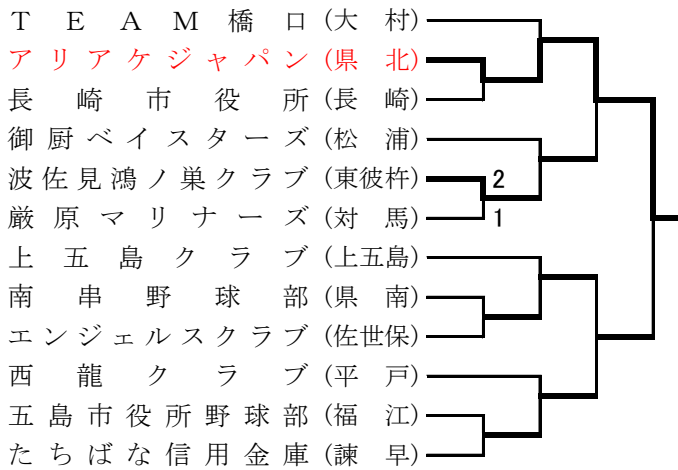 TEAM橋口(大村)
アリアケジャパン(県北)
長崎市役所(長崎)
御厨ベイスターズ(松浦)
波佐見鴻ノ巣クラブ(東彼杵) 2
厳原マリナーズ(対馬) 1
上五島クラブ(上五島)
南串野球部(県南)
エンジェルスクラブ(佐世保)
西龍クラブ(平戸)
五島市役所野球部(福江)
たちばな信用金庫(諫早)